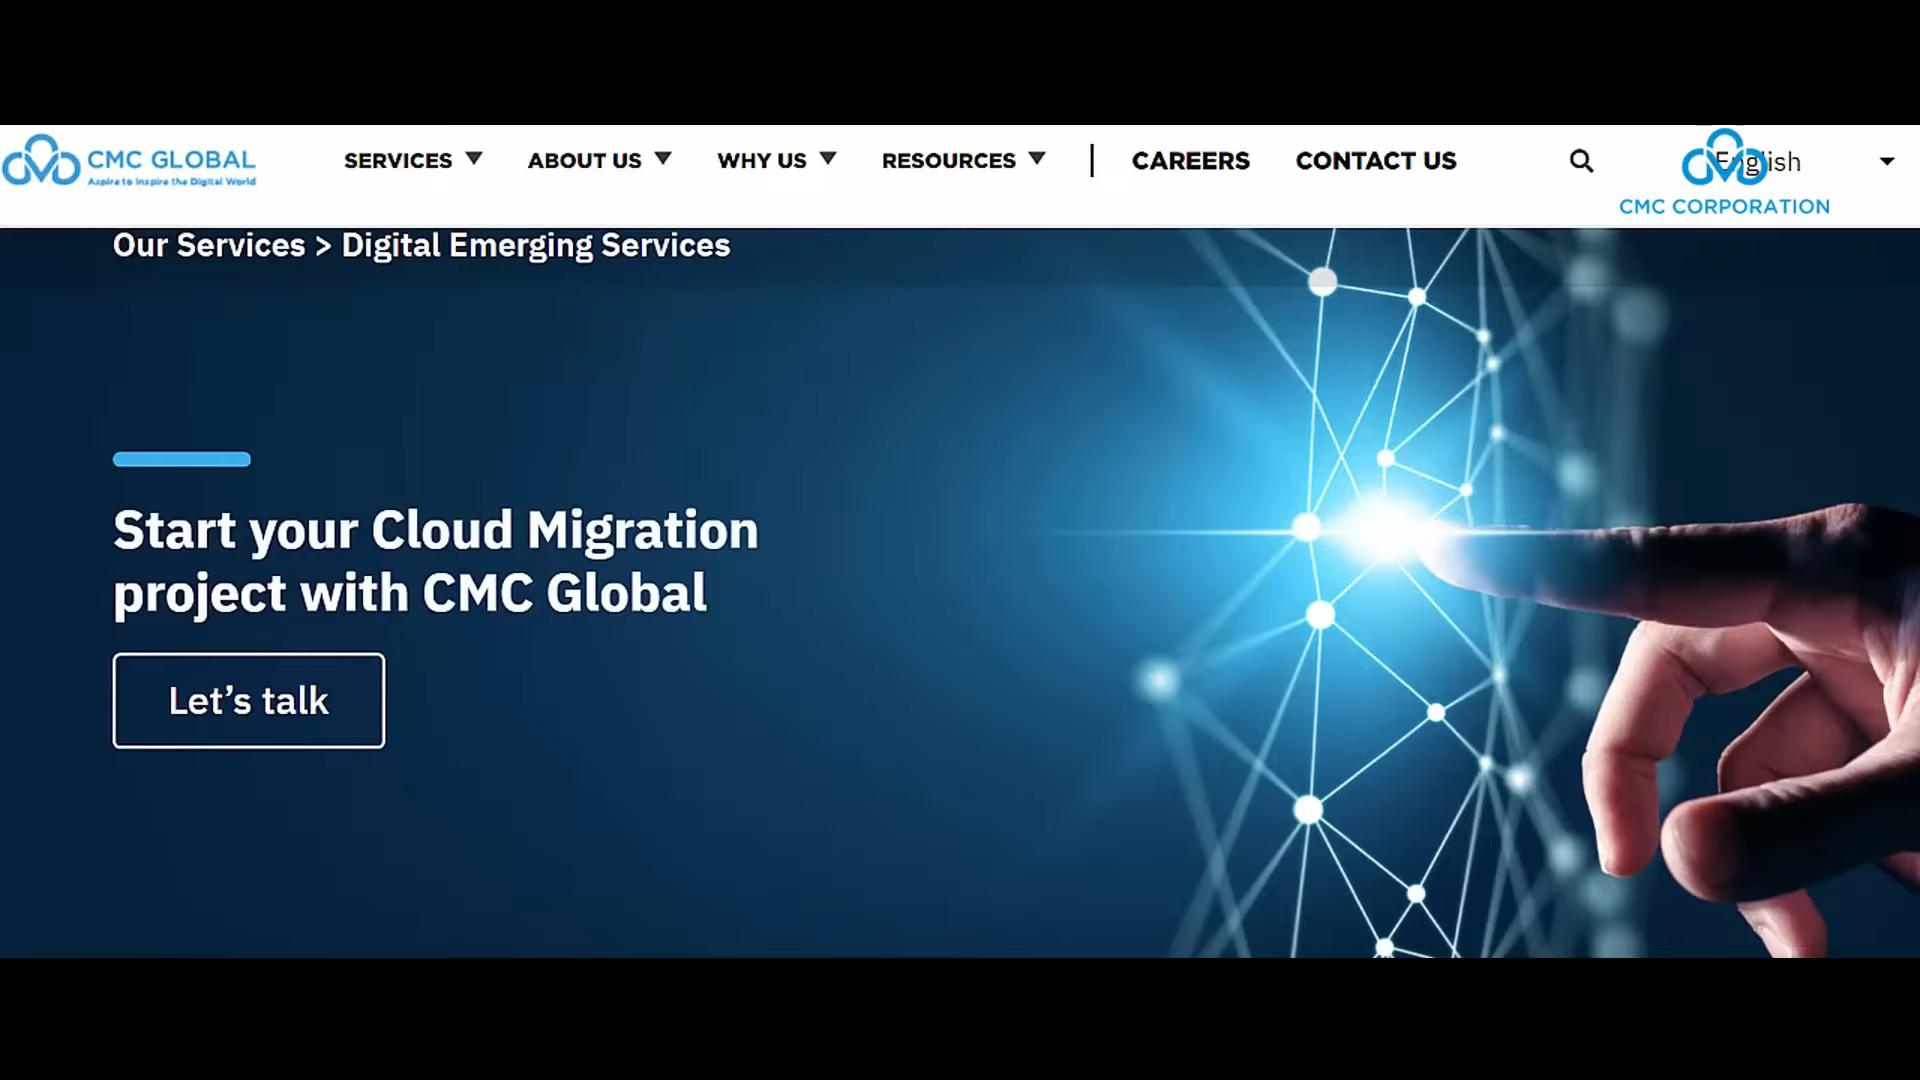 CMC GLOBAL
Aspire to Inspire the Digital World
SERVICES
ABOUT US
WHY US
RESOURCES
CAREERS
CONTACT US
English
CMC CORPORATION
Our Services > Digital Emerging Services
Start your Cloud Migration
project with CMC Global
Let’s talk